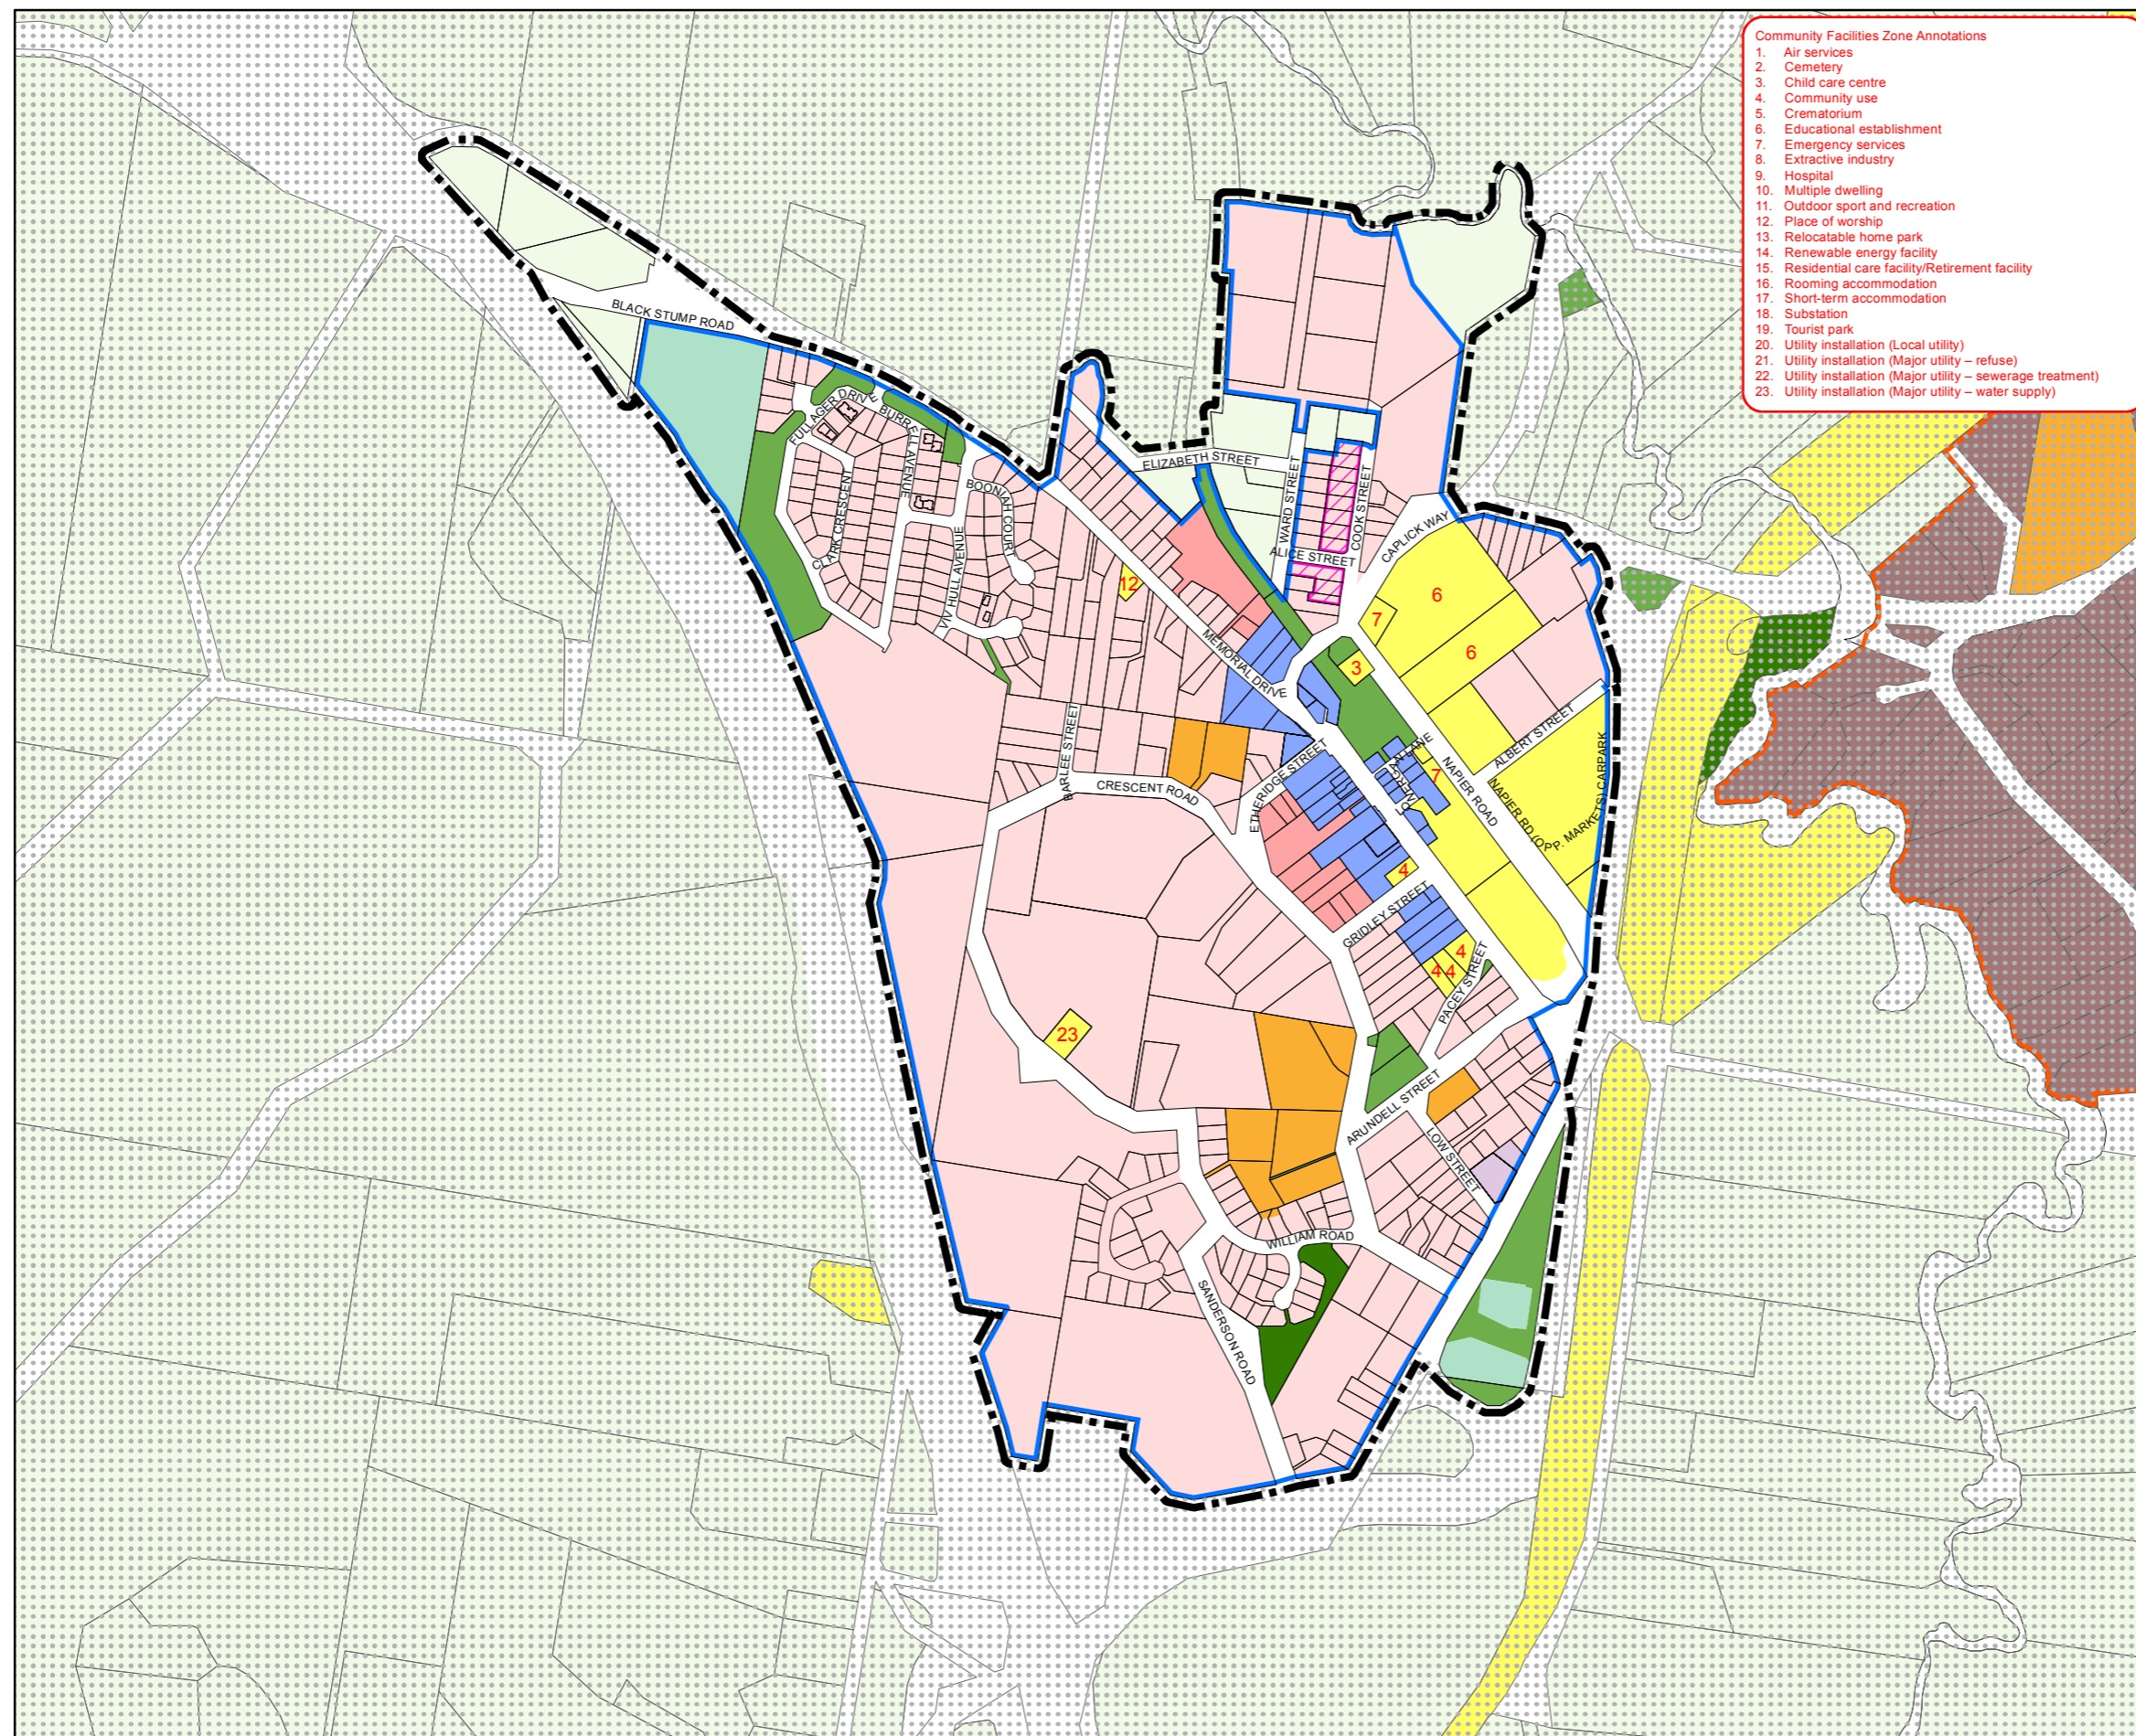 Community Facilities Zone Annotations
1. Air services
2. Cemetery
3. Child care centre
4. Community use
5. Crematorium
6. Educational establishment
7. Emergency services
8. Extractive industry
9. Hospital
10. Multiple dwelling
11. Outdoor sport and recreation
12. Place of worship
13. Relocatable home park
14. Renewable energy facility
15. Residential care facility/Retirement facility
16. Rooming accommodation
17. Short-term accommodation
18. Substation
19. Tourist park
20. Utility installation (Local utility)
21. Utility installation (Major utility – refuse)
22. Utility installation (Major utility – sewerage treatment)
23. Utility installation (Major utility – water supply)
BLACK STUMP ROAD
FULLAGER DRIVE
BURRELL AVENUE
CLARK CRESCENT
BOONAH COURT
VIV HULL AVENUE
ELIZABETH STREET
WARD STREET
COOK STREET
ALICE STREET
CAPLICK WAY
12
6
7
6
3
MEMORIAL DRIVE
BARLEE STREET
CRESCENT ROAD
ETHERIDGE STREET
LONERGAN LANE
7
NAPIER ROAD
ALBERT STREET
NAPIER RD (OPP. MARKETS) CARPARK
4
GRIDLEY STREET
4
4
4
PACEY STREET
23
ARUNDELL STREET
LOW STREET
WILLIAM ROAD
SANDERSON ROAD